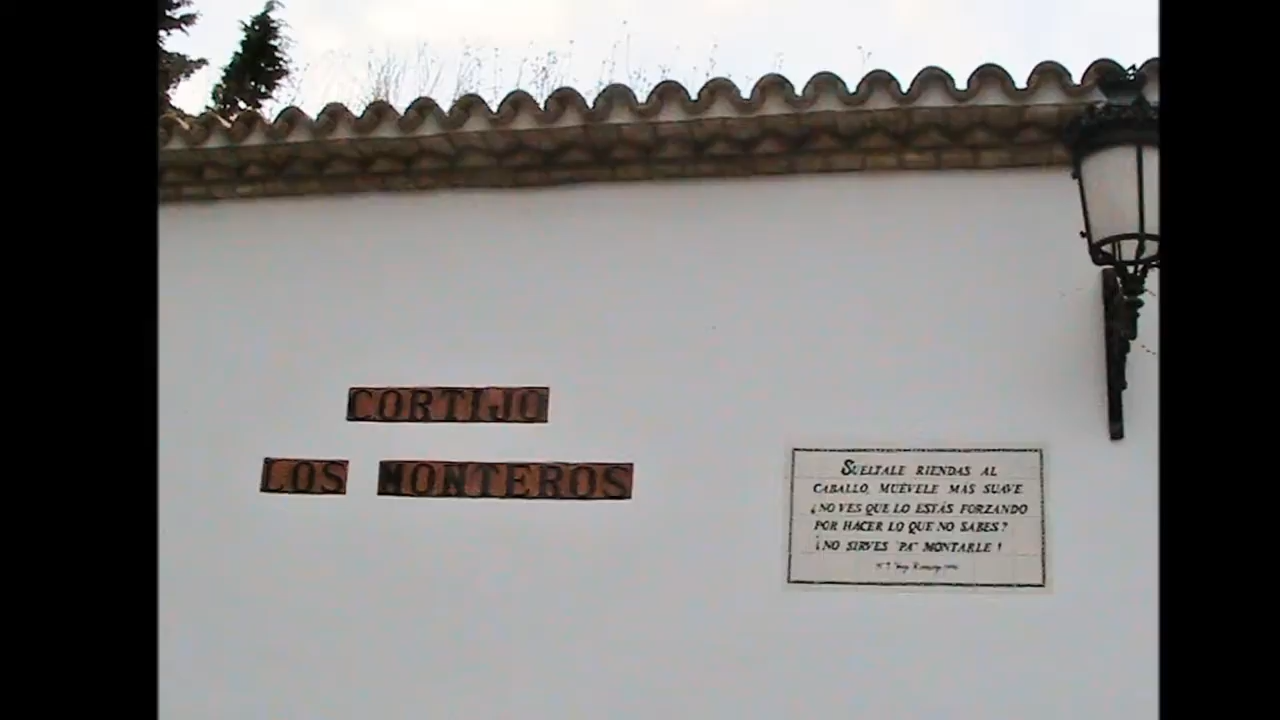 CORTIJO
LOS MONTEROS
SUELTALE RIENDAS AL
CABALLO, MUÉVELE MÁS SUAVE
¿NO VES QUE LO ESTÁS FORZANDO
POR HACER LO QUE NO SABES?
¡NO SIRVES "PA" MONTARLE!